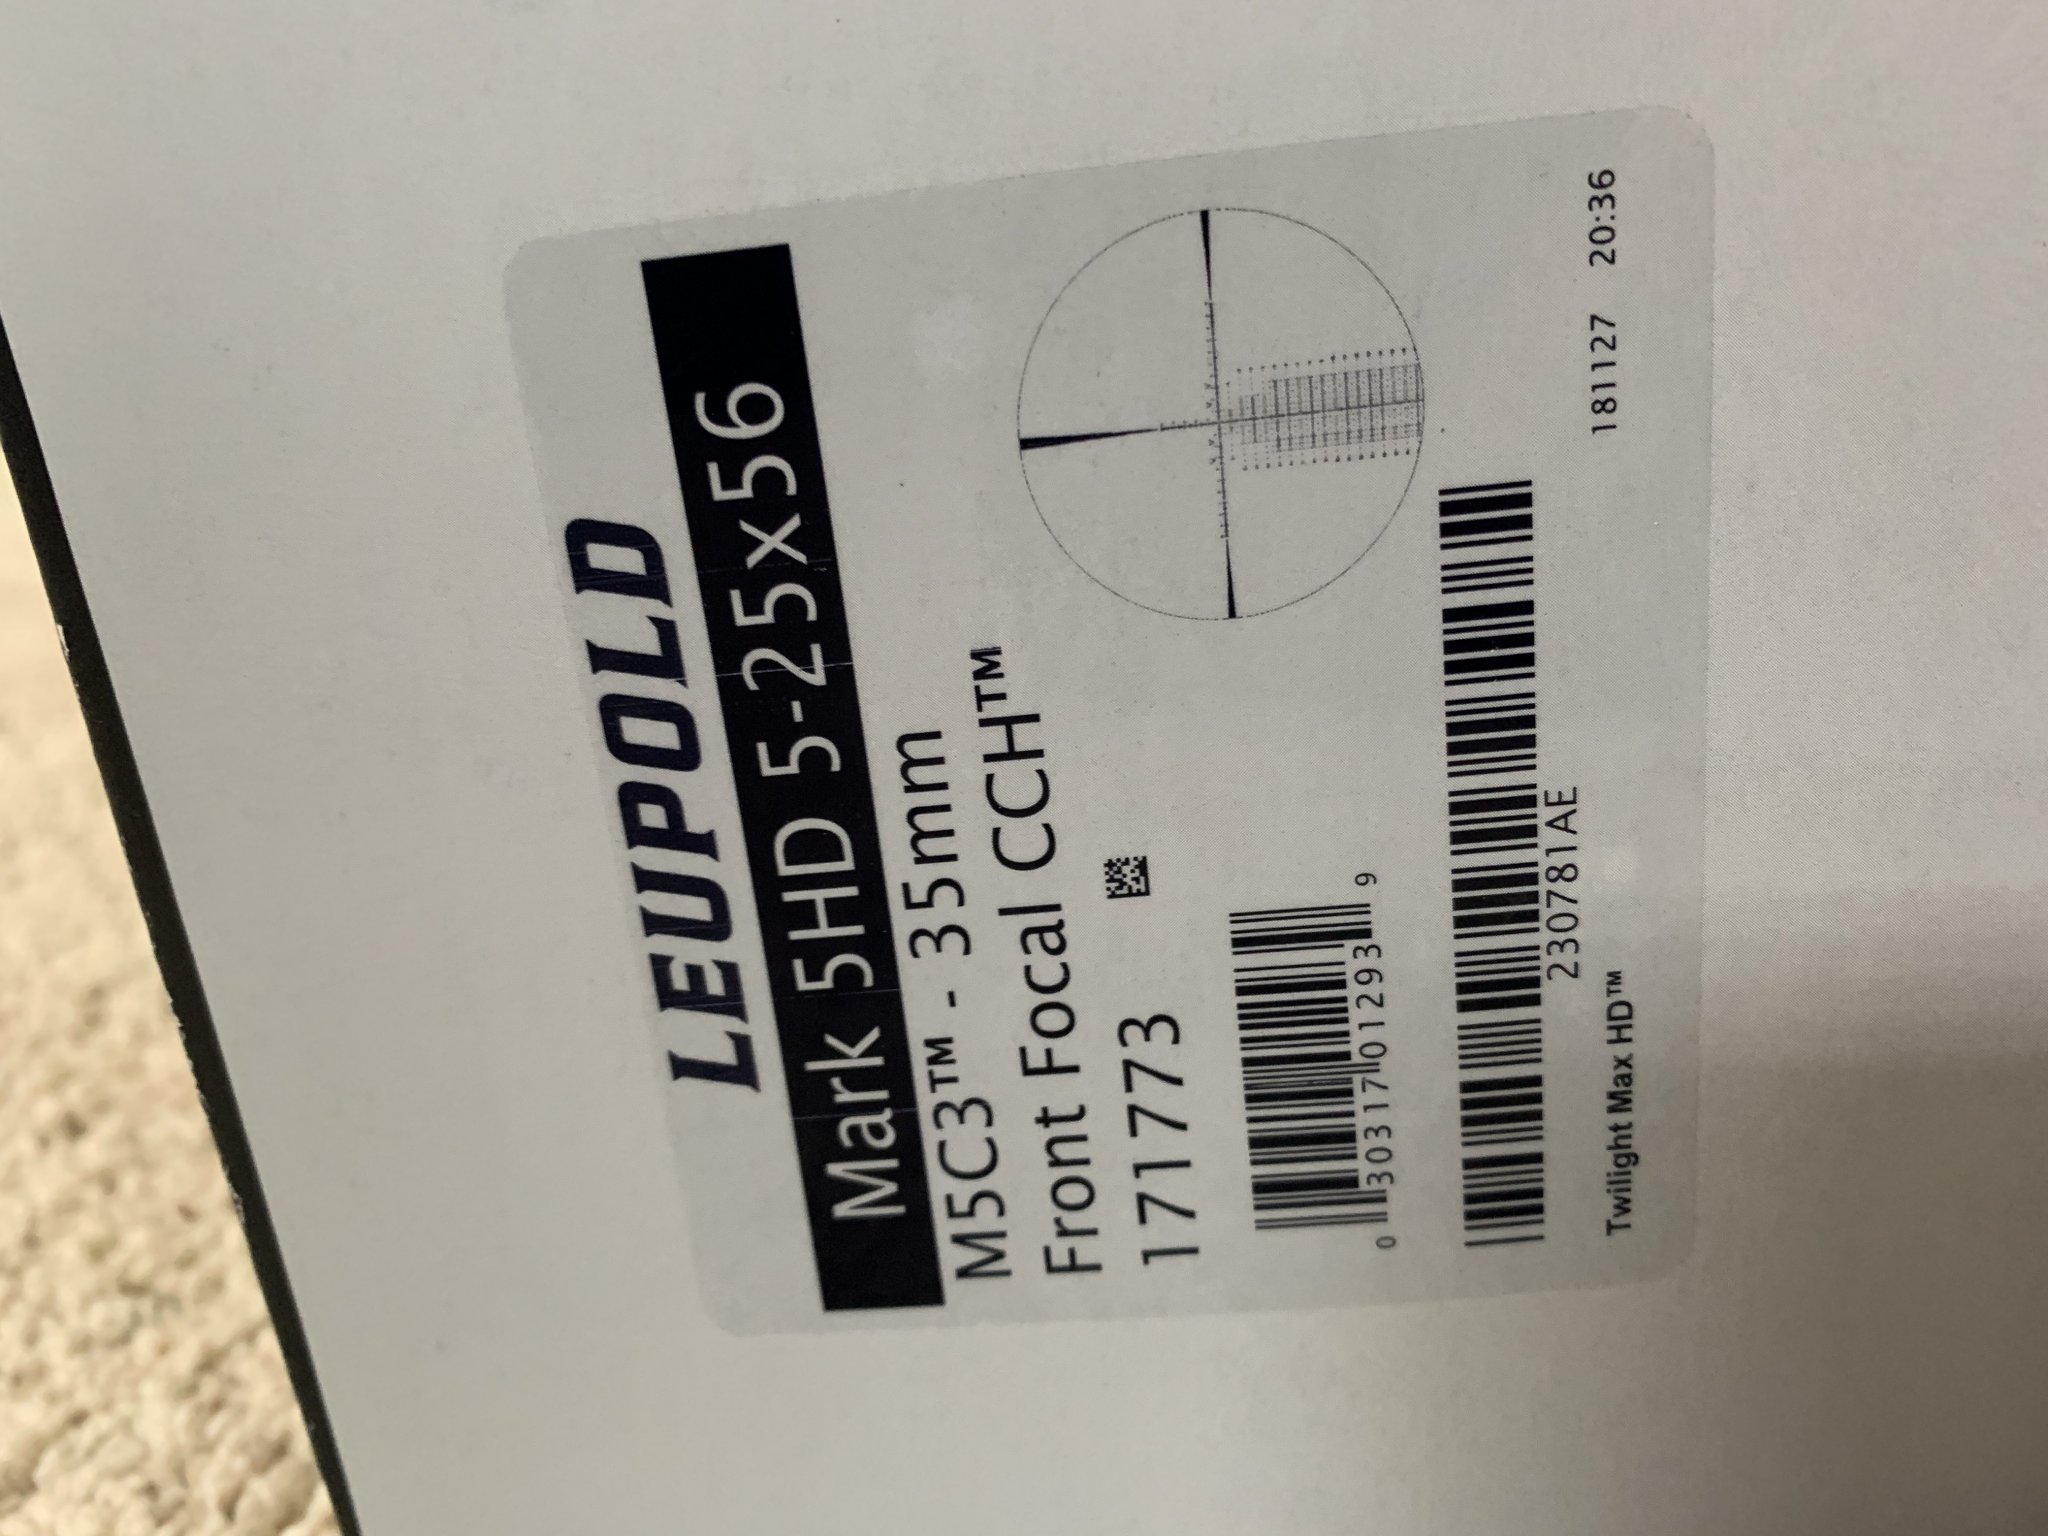 LEUPOLD
Mark 5HD 5-25x56
M5C3™ - 35mm
Front Focal CCH™
171773
0 30317 01293 9
230781AE
Twilight Max HD™ 181127 20:36